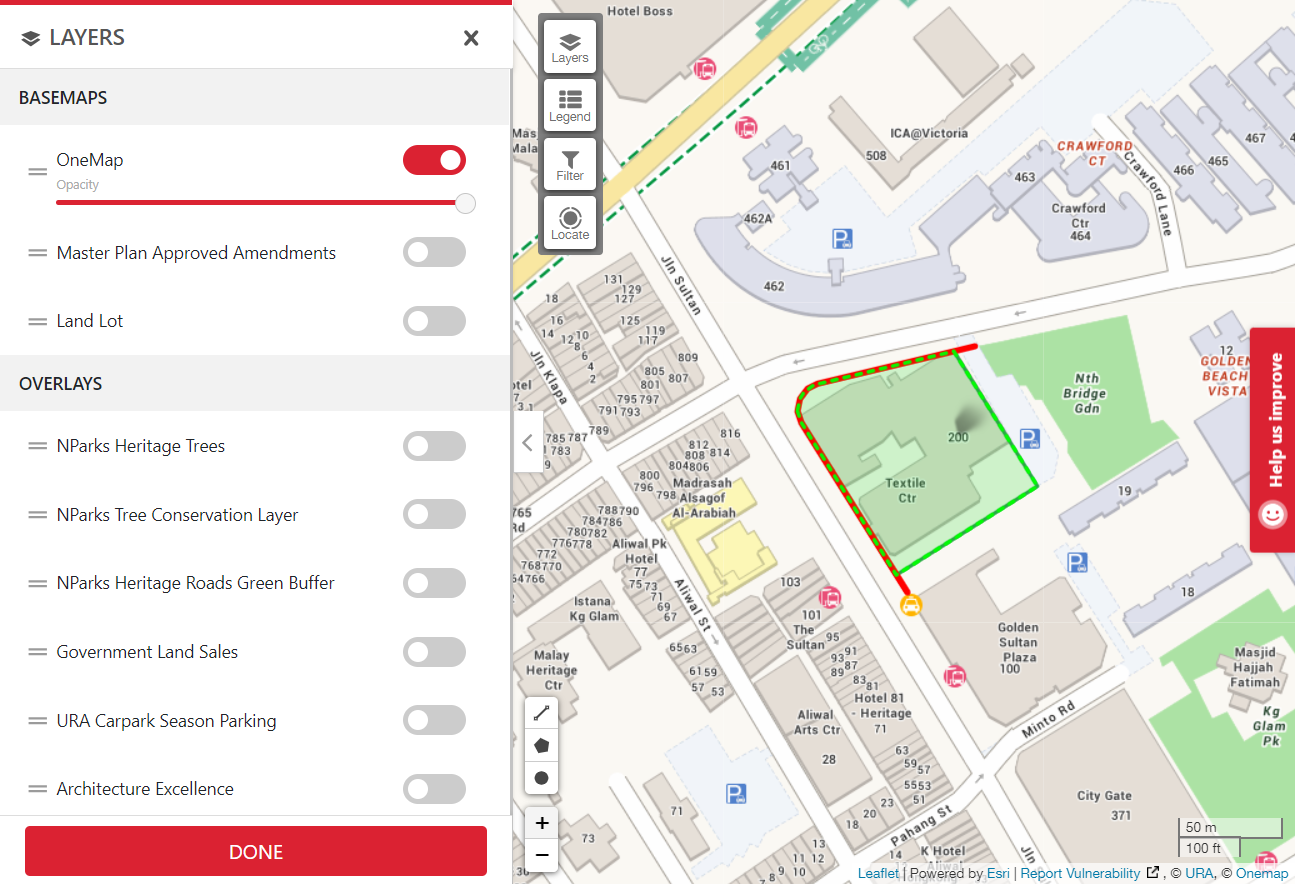 LAYERS
BASEMAPS
OneMap
Opacity
Master Plan Approved Amendments
Land Lot
OVERLAYS
NParks Heritage Trees
NParks Tree Conservation Layer
NParks Heritage Roads Green Buffer
Government Land Sales
URA Carpark Season Parking
Architecture Excellence
DONE
Layers
Legend
Filter
Locate
Help us improve
Hotel Boss
ICA@Victoria
508
461
462A
462
463
Crawford
Ctr
464
CRAWFORD
CT
Crawford Lane
465
466
467
Jln Sultan
131
129
127
18
16
14
12
10
8
6
4
2
125
119
117
809
805
801
807
795
797
791
793
Jln Klapa
785
787
789
783
816
812
808
814
804
806
800
796
798
Madrasah
Alsagof
Al-Arabiah
788
790
784
786
780
782
776
778
772
768
770
764
766
765
Rd
Aliwal Pk
Hotel
77
75
73
71
69
67
Aliwal St
Istana
Kg Glam
Malay
Heritage
Ctr
65
63
61
59
57
53
103
101
The
Sultan
95
93
91
89
87
83
81
Hotel 81
- Heritage
71
Aliwal
Arts Ctr
28
63
59
57
55
53
51
23
20
18
Pahang St
14
13
11
12
9
10
7
8
K Hotel
71
73
200
Textile
Ctr
Nth
Bridge
Gdn
12
GOLDEN
BEACH
VISTA
19
18
Golden
Sultan
Plaza
100
Minto Rd
Masjid
Hajjah
Fatimah
Kg
Glam
Pk
City Gate
371
50 m
100 ft
Leaflet | Powered by Esri | Report Vulnerability , © URA, © Onemap